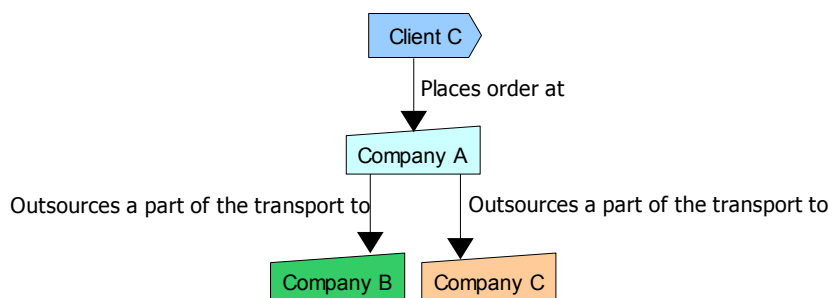 Client C
Places order at
Company A
Outsources a part of the transport to
Outsources a part of the transport to
Company B
Company C